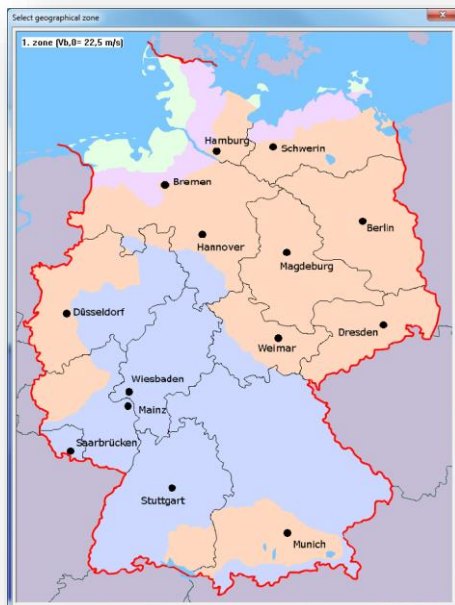 Select geographical zone
1. zone (Vb,0= 22,5 m/s)
Hamburg
Schwerin
Bremen
Berlin
Hannover
Magdeburg
Düsseldorf
Dresden
Weimar
Wiesbaden
Mainz
Saarbrücken
Stuttgart
Munich